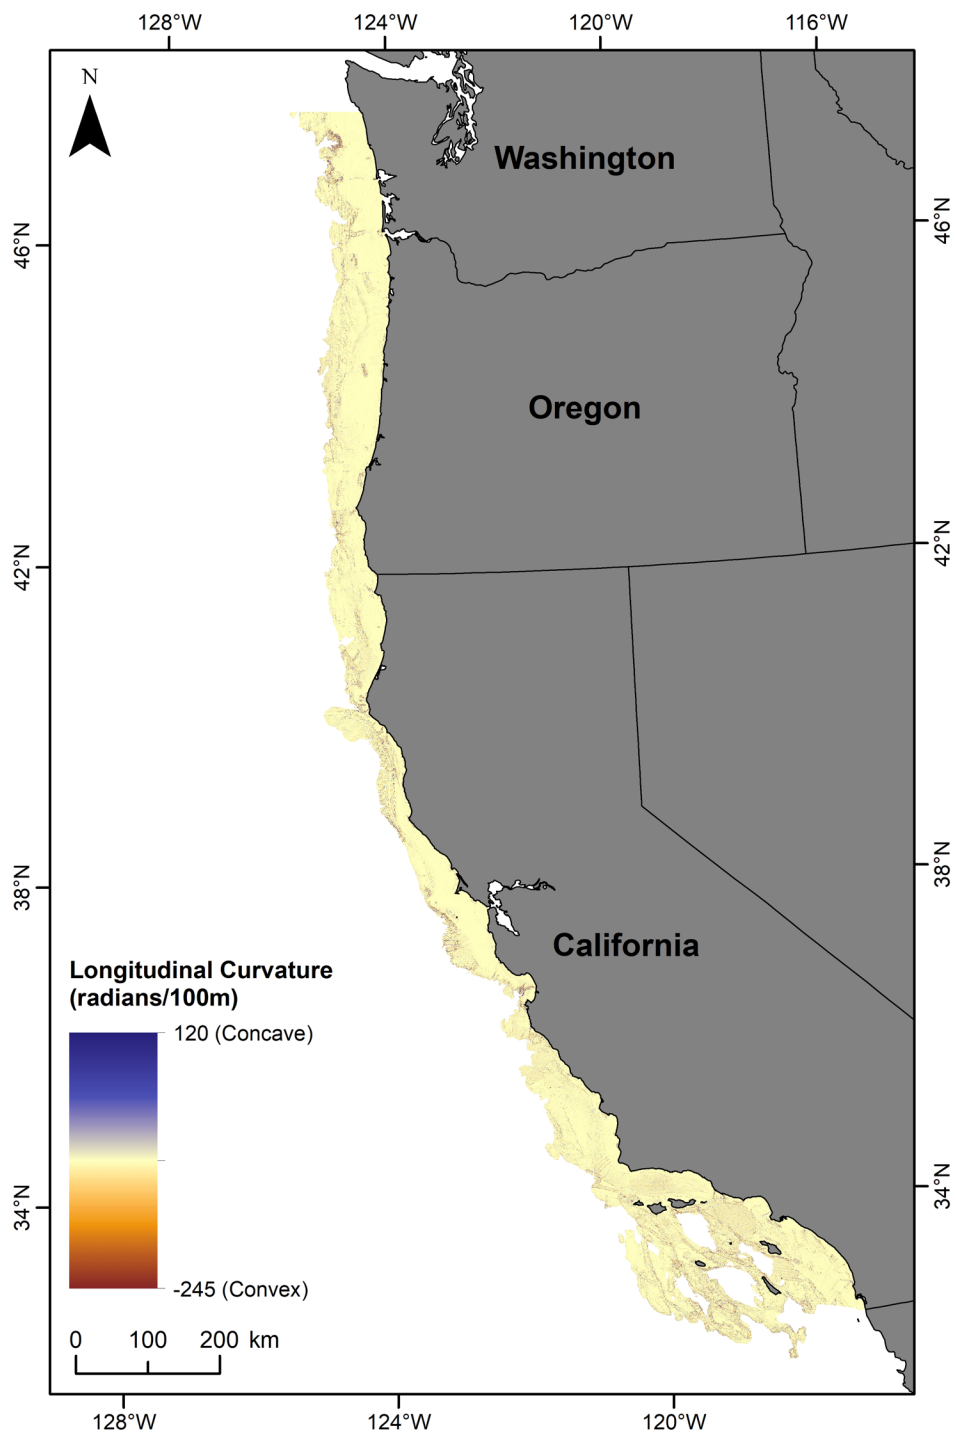 128°W 124°W 120°W 116°W
N
Washington
46°N 46°N
Oregon
42°N 42°N
38°N 38°N
California
Longitudinal Curvature
(radians/100m)
120 (Concave)
34°N 34°N
-245 (Convex)
0 100 200 km
128°W 124°W 120°W